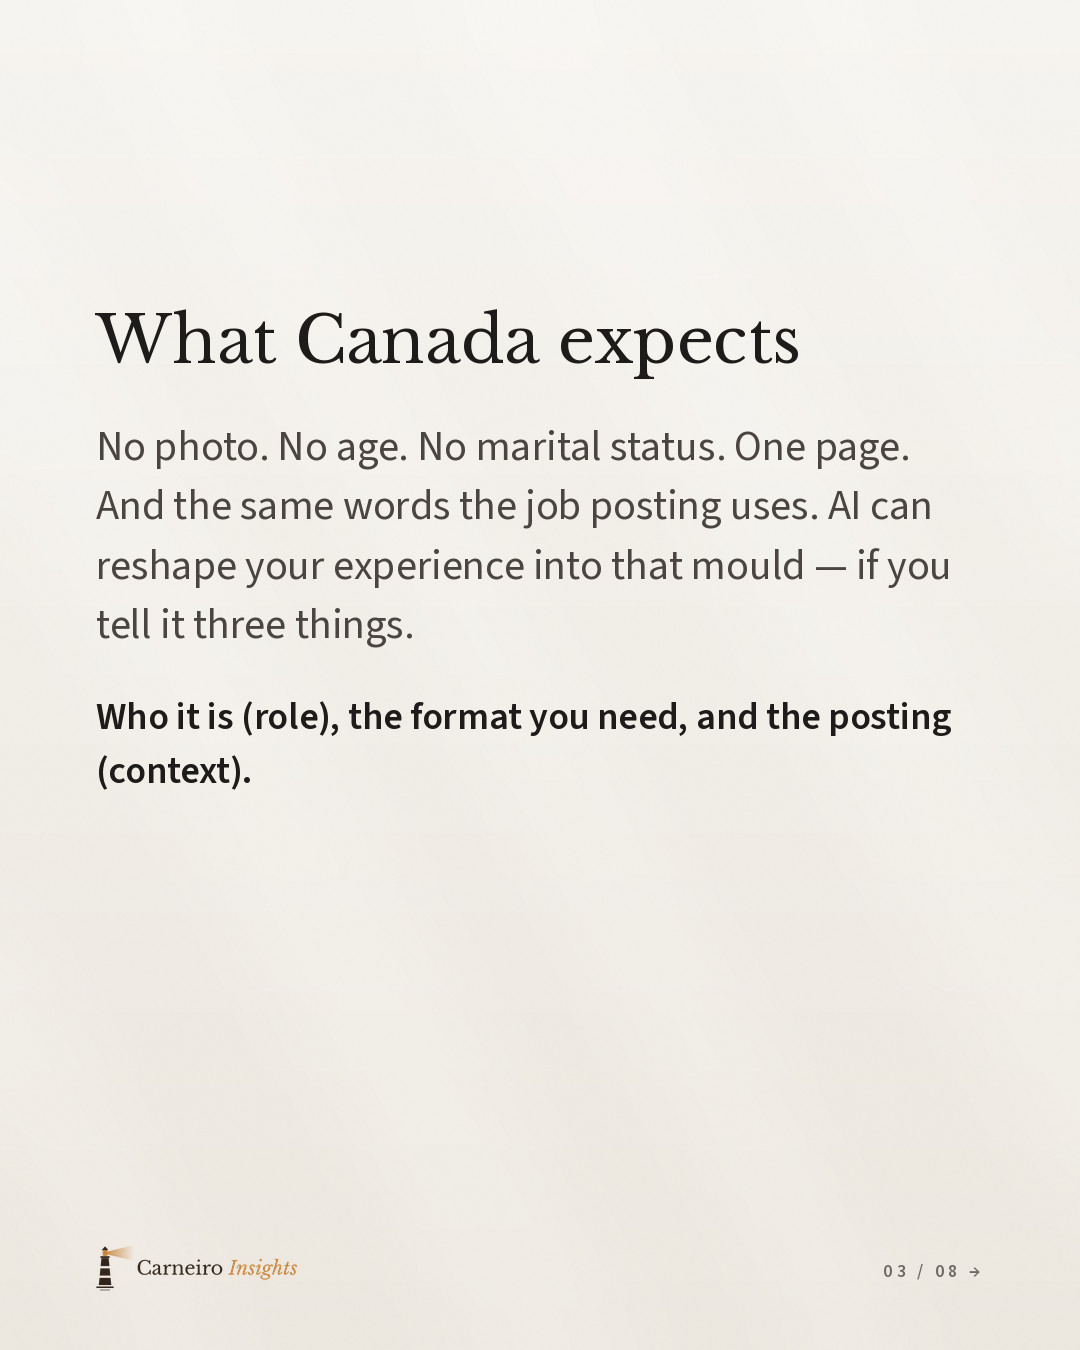 What Canada expects
No photo. No age. No marital status. One page.
And the same words the job posting uses. AI can
reshape your experience into that mould — if you
tell it three things.
Who it is (role), the format you need, and the posting
(context).
Carneiro Insights
03 / 08 →